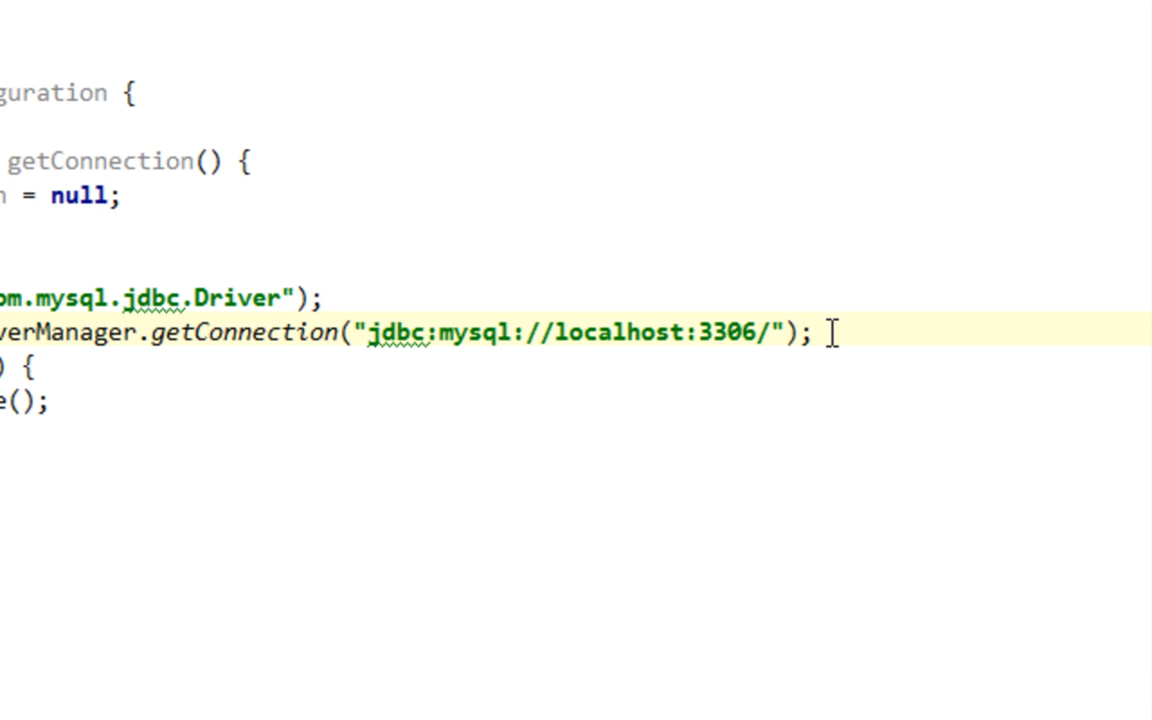 guration {
getConnection() {
n = null;
om.mysql.jdbc.Driver");
verManager.getConnection("jdbc:mysql://localhost:3306/");
) {
e();